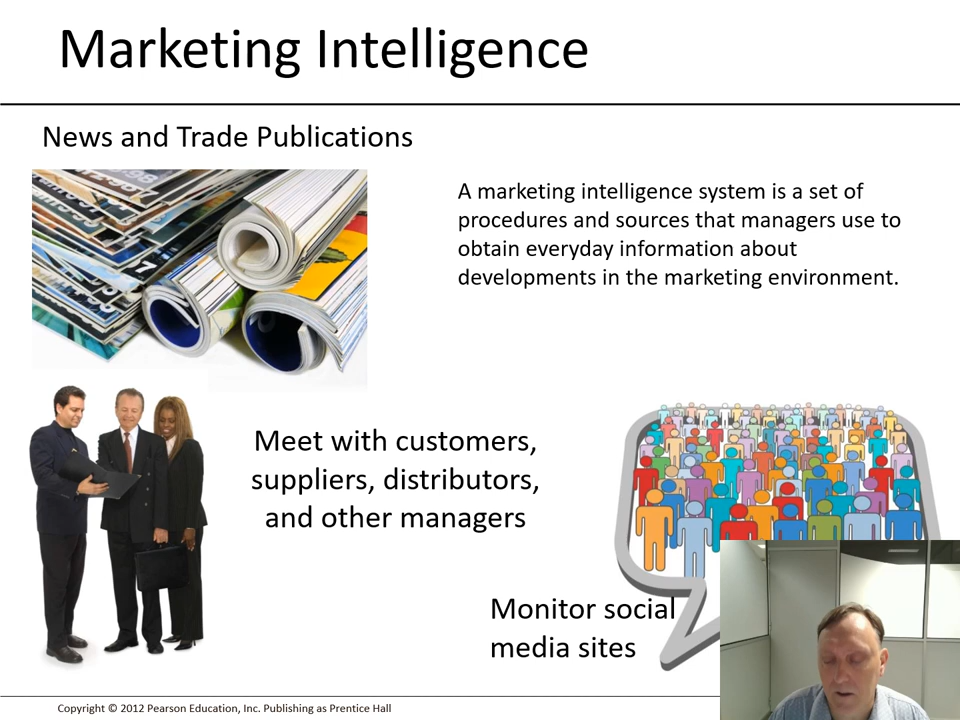 Marketing Intelligence
News and Trade Publications
A marketing intelligence system is a set of
procedures and sources that managers use to
obtain everyday information about
developments in the marketing environment.
Meet with customers,
suppliers, distributors,
and other managers
Monitor social
media sites
Copyright © 2012 Pearson Education, Inc. Publishing as Prentice Hall